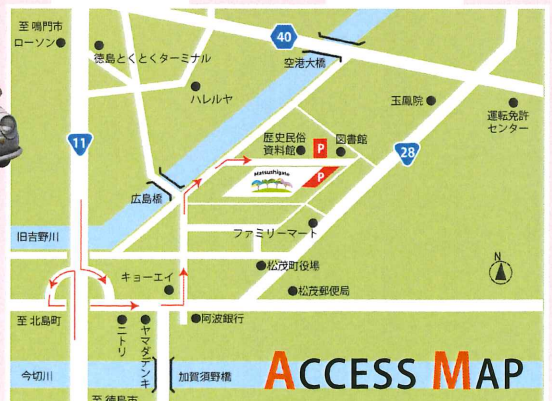 至 鳴門市
ローソン
徳島とくとくターミナル
40
空港大橋
ハレルヤ
玉鳳院
運転免許
センター
11
歴史民俗
資料館
P
図書館
28
Matsushigate
P
広島橋
旧吉野川
ファミリーマート
松茂町役場
N
キョーエイ
松茂郵便局
至 北島町
ニトリ
ヤマダデンキ
阿波銀行
今切川
加賀須野橋
ACCESS MAP
至 徳島市